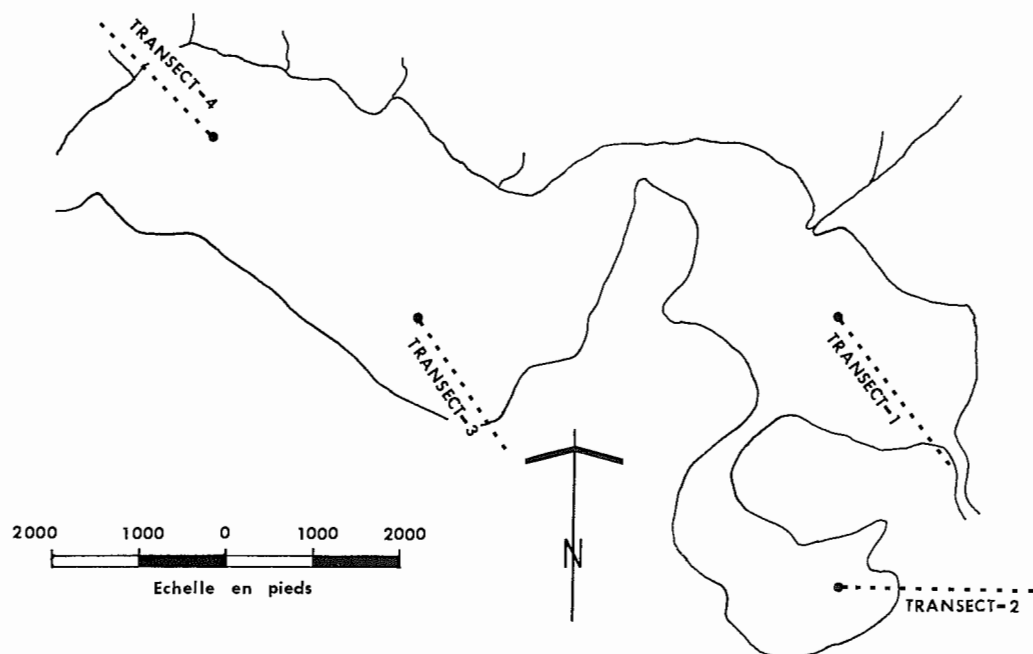 TRANSECT-4
TRANSECT-3
TRANSECT-1
N
2000 1000 0 1000 2000
Echelle en pieds
TRANSECT-2